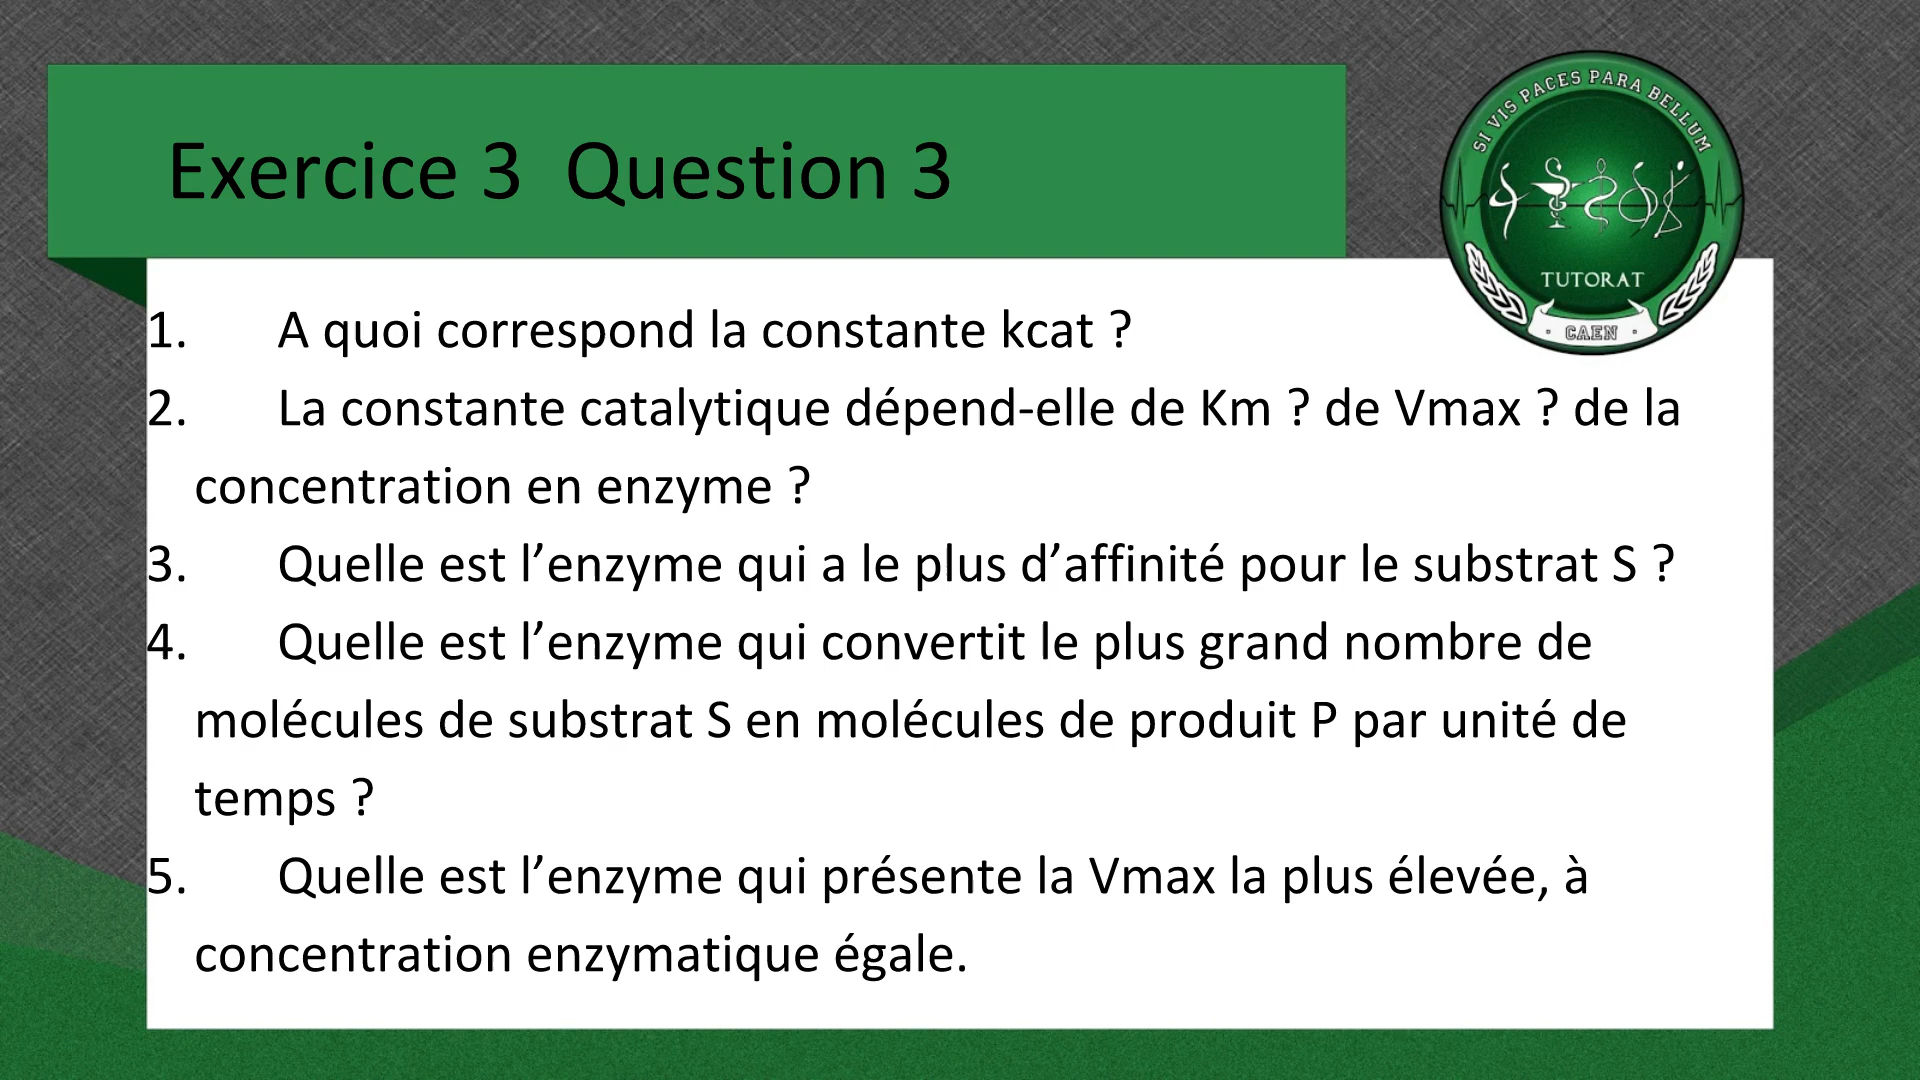 Exercice 3  Question 3
SI VIS PACES PARA BELLUM
TUTORAT
· CAEN ·
1. A quoi correspond la constante kcat ?
2. La constante catalytique dépend-elle de Km ? de Vmax ? de la
concentration en enzyme ?
3. Quelle est l’enzyme qui a le plus d’affinité pour le substrat S ?
4. Quelle est l’enzyme qui convertit le plus grand nombre de
molécules de substrat S en molécules de produit P par unité de
temps ?
5. Quelle est l’enzyme qui présente la Vmax la plus élevée, à
concentration enzymatique égale.